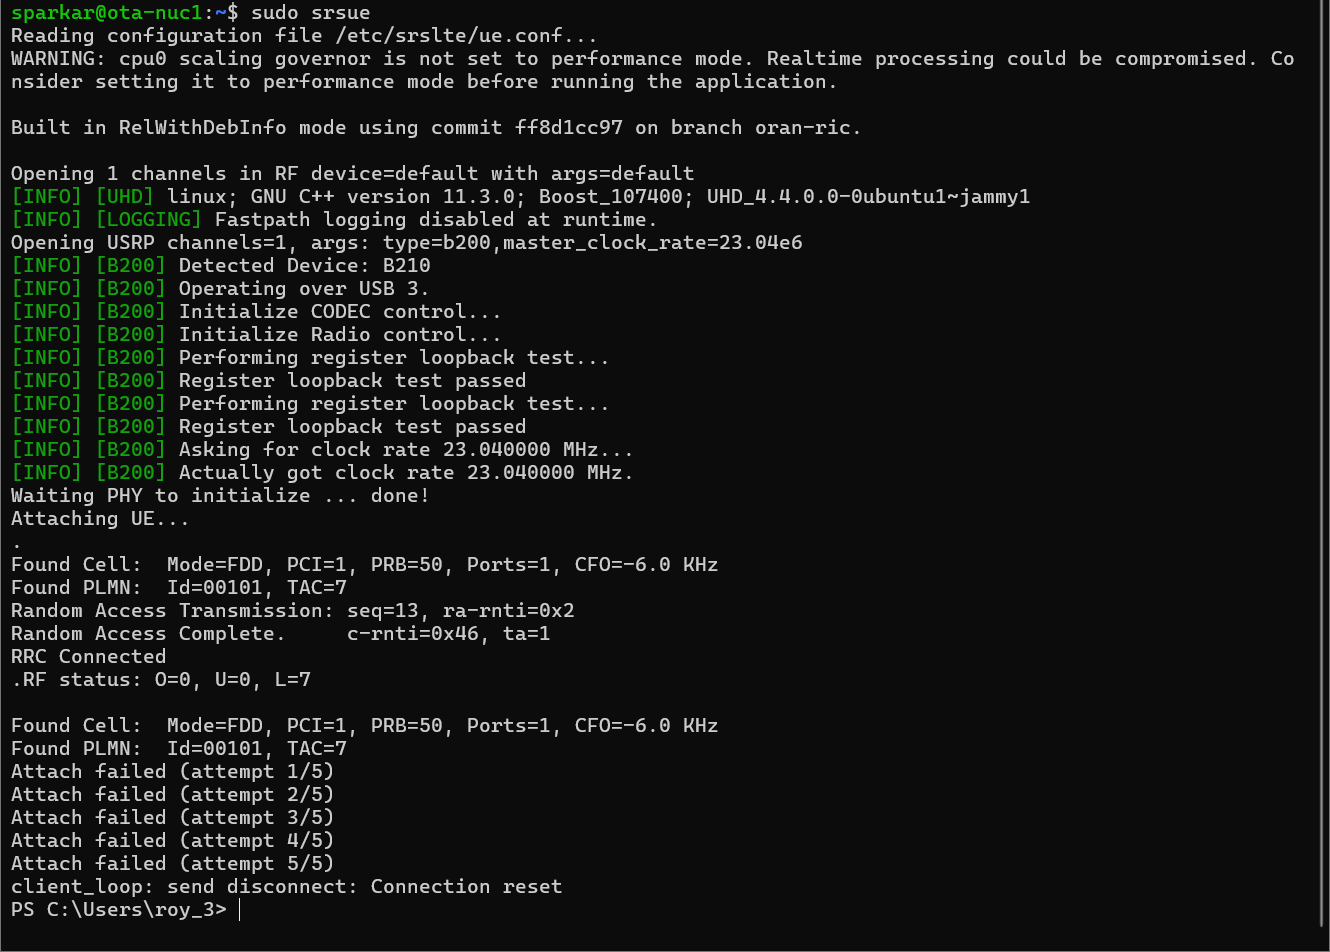 sparkar@ota-nuc1:~$ sudo srsue
Reading configuration file /etc/srslte/ue.conf...
WARNING: cpu0 scaling governor is not set to performance mode. Realtime processing could be compromised. Co
nsider setting it to performance mode before running the application.
Built in RelWithDebInfo mode using commit ff8d1cc97 on branch oran-ric.
Opening 1 channels in RF device=default with args=default
[INFO] [UHD] linux; GNU C++ version 11.3.0; Boost_107400; UHD_4.4.0.0-0ubuntu1~jammy1
[INFO] [LOGGING] Fastpath logging disabled at runtime.
Opening USRP channels=1, args: type=b200,master_clock_rate=23.04e6
[INFO] [B200] Detected Device: B210
[INFO] [B200] Operating over USB 3.
[INFO] [B200] Initialize CODEC control...
[INFO] [B200] Initialize Radio control...
[INFO] [B200] Performing register loopback test...
[INFO] [B200] Register loopback test passed
[INFO] [B200] Performing register loopback test...
[INFO] [B200] Register loopback test passed
[INFO] [B200] Asking for clock rate 23.040000 MHz...
[INFO] [B200] Actually got clock rate 23.040000 MHz.
Waiting PHY to initialize ... done!
Attaching UE...
.
Found Cell:  Mode=FDD, PCI=1, PRB=50, Ports=1, CFO=-6.0 KHz
Found PLMN:  Id=00101, TAC=7
Random Access Transmission: seq=13, ra-rnti=0x2
Random Access Complete.     c-rnti=0x46, ta=1
RRC Connected
.RF status: O=0, U=0, L=7
Found Cell:  Mode=FDD, PCI=1, PRB=50, Ports=1, CFO=-6.0 KHz
Found PLMN:  Id=00101, TAC=7
Attach failed (attempt 1/5)
Attach failed (attempt 2/5)
Attach failed (attempt 3/5)
Attach failed (attempt 4/5)
Attach failed (attempt 5/5)
client_loop: send disconnect: Connection reset
PS C:\Users\roy_3>